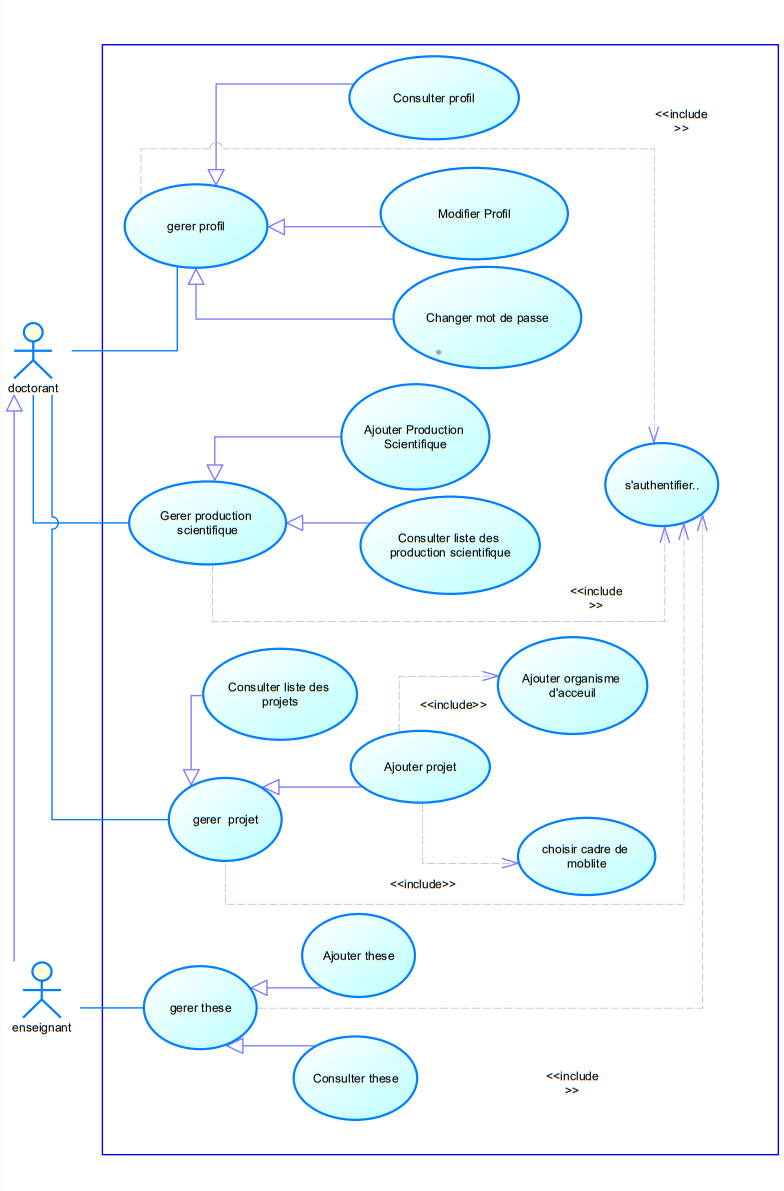 Consulter profil
<<include
>>
gerer profil
Modifier Profil
Changer mot de passe
doctorant
Ajouter Production
Scientifique
s'authentifier..
Gerer production
scientifique
Consulter liste des
production scientifique
<<include
>>
Consulter liste des
projets
Ajouter organisme
d'acceuil
<<include>>
Ajouter projet
gerer  projet
choisir cadre de
moblite
<<include>>
Ajouter these
gerer these
enseignant
Consulter these
<<include
>>